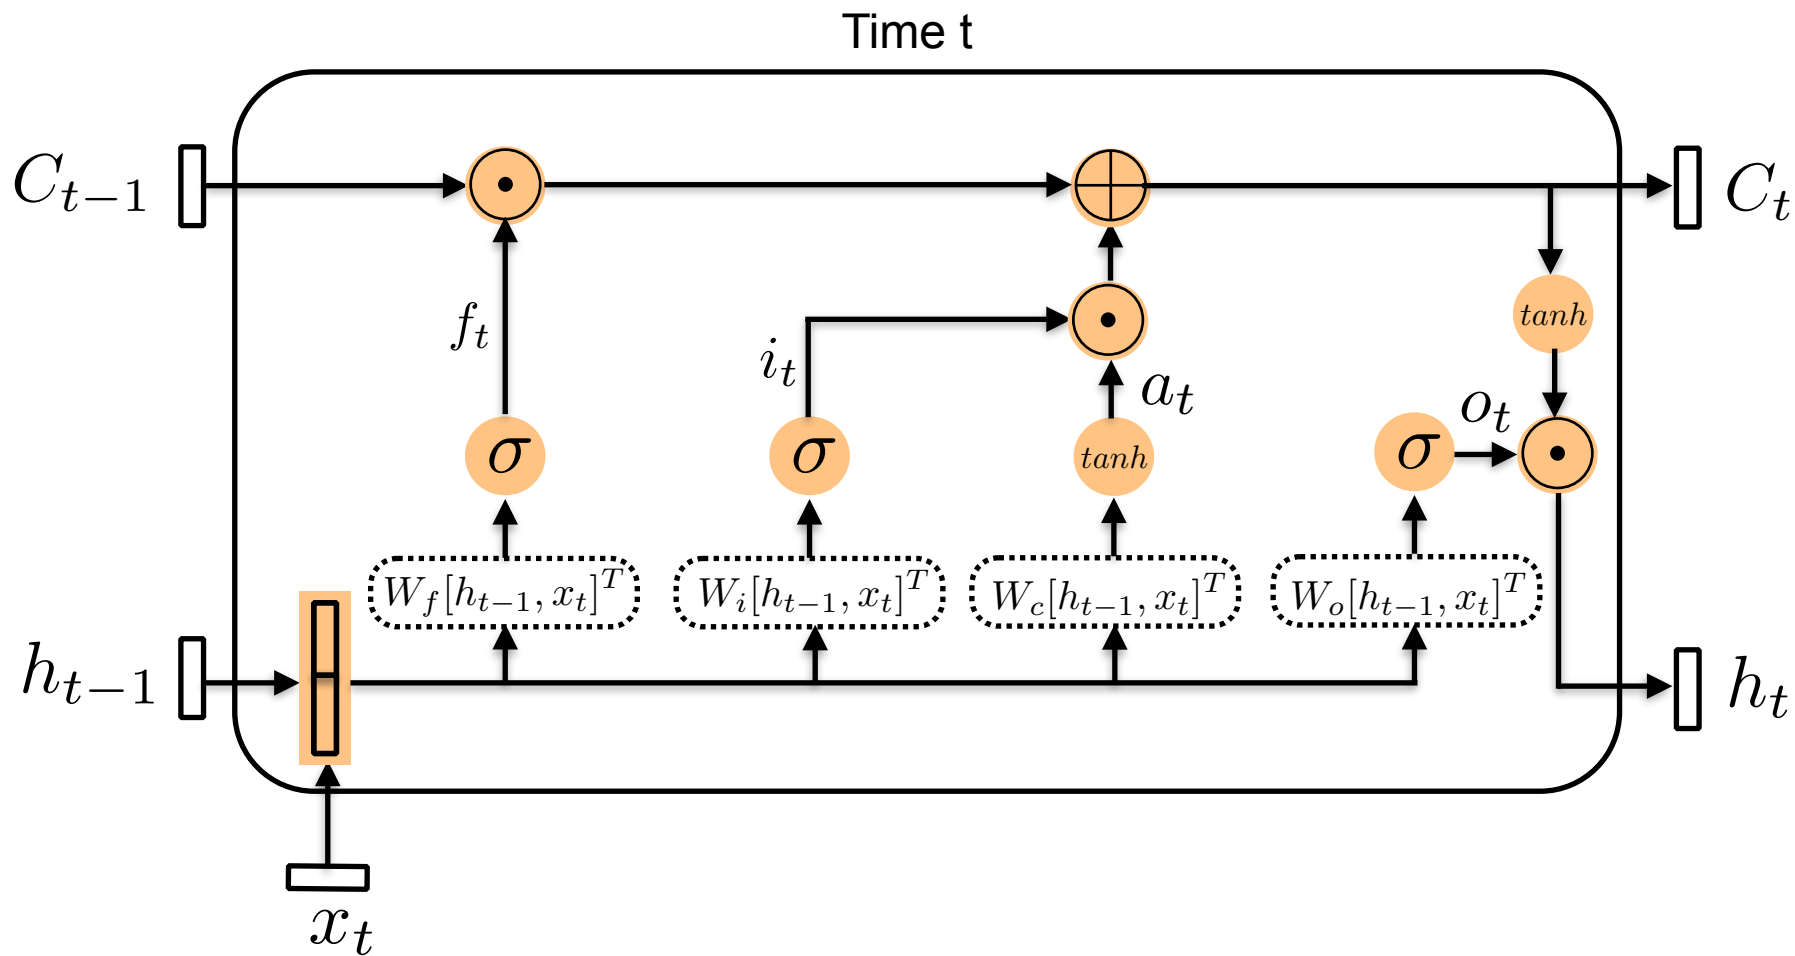 Time t
C_{t-1}
C_t
f_t
i_t
a_t
o_t
tanh
σ
σ
tanh
σ
W_f[h_{t-1}, x_t]^T
W_i[h_{t-1}, x_t]^T
W_c[h_{t-1}, x_t]^T
W_o[h_{t-1}, x_t]^T
h_{t-1}
h_t
x_t